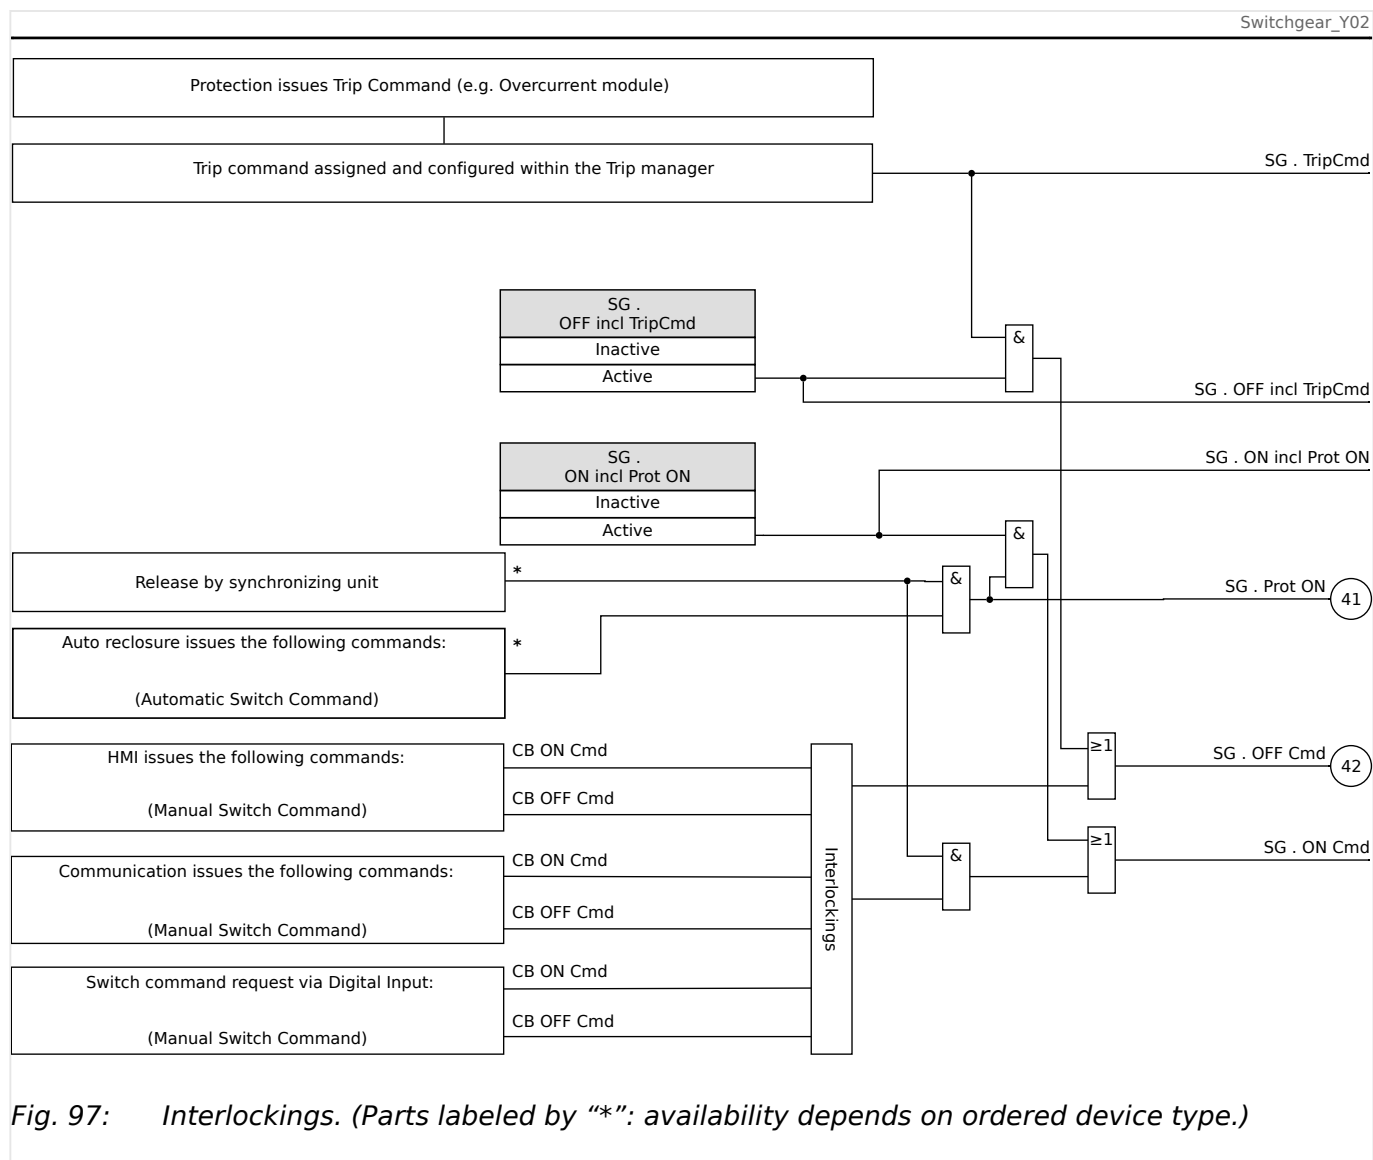 Switchgear_Y02
Protection issues Trip Command (e.g. Overcurrent module)
Trip command assigned and configured within the Trip manager
SG . TripCmd
SG .
OFF incl TripCmd
Inactive
Active
&
SG . OFF incl TripCmd
SG .
ON incl Prot ON
Inactive
Active
SG . ON incl Prot ON
&
Release by synchronizing unit
*
&
SG . Prot ON
41
Auto reclosure issues the following commands:
(Automatic Switch Command)
*
HMI issues the following commands:
(Manual Switch Command)
CB ON Cmd
CB OFF Cmd
≥1
SG . OFF Cmd
42
Communication issues the following commands:
(Manual Switch Command)
CB ON Cmd
CB OFF Cmd
Interlockings
&
≥1
SG . ON Cmd
Switch command request via Digital Input:
(Manual Switch Command)
CB ON Cmd
CB OFF Cmd
Fig. 97: Interlockings. (Parts labeled by “*”: availability depends on ordered device type.)